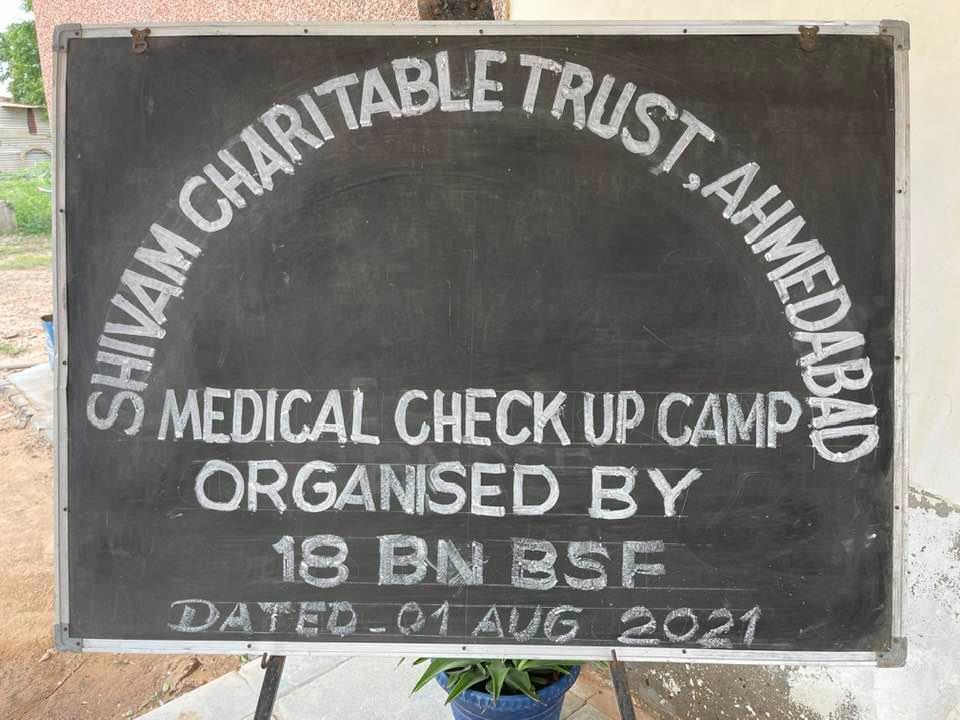 SHIVAM CHARITABLE TRUST, AHMEDABAD
MEDICAL CHECK UP CAMP
ORGANISED BY
18 BN BSF
DATED - 01 AUG 2021